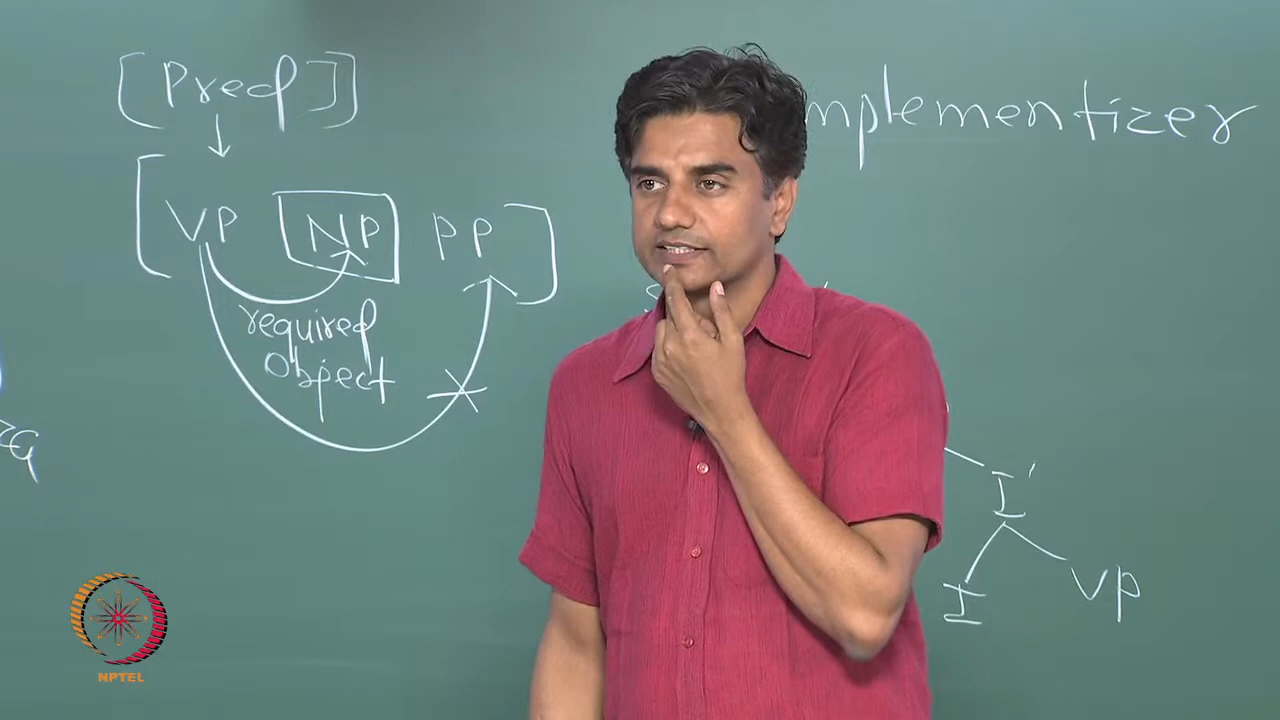 [Pred]]
[VP NP PP]
required
object
mplementizer
I'
I VP
NPTEL